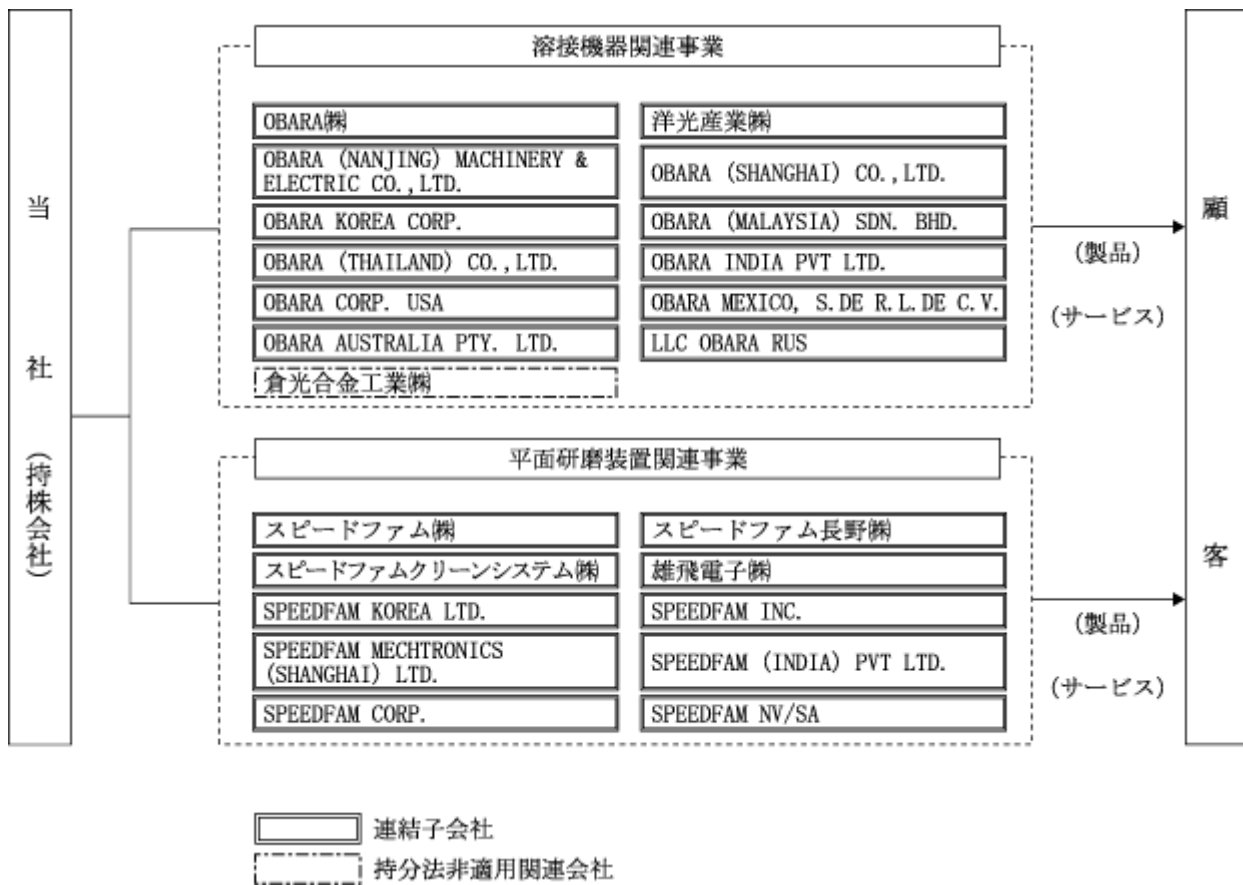 当社(持株会社)
溶接機器関連事業
OBARA㈱
洋光産業㈱
OBARA (NANJING) MACHINERY &
ELECTRIC CO.,LTD.
OBARA (SHANGHAI) CO.,LTD.
OBARA KOREA CORP.
OBARA (MALAYSIA) SDN. BHD.
OBARA (THAILAND) CO.,LTD.
OBARA INDIA PVT LTD.
OBARA CORP. USA
OBARA MEXICO, S.DE R.L.DE C.V.
OBARA AUSTRALIA PTY. LTD.
LLC OBARA RUS
倉光合金工業㈱
(製品)
(サービス)
平面研磨装置関連事業
スピードファム㈱
スピードファム長野㈱
スピードファムクリーンシステム㈱
雄飛電子㈱
SPEEDFAM KOREA LTD.
SPEEDFAM INC.
SPEEDFAM MECHTRONICS
(SHANGHAI) LTD.
SPEEDFAM (INDIA) PVT LTD.
SPEEDFAM CORP.
SPEEDFAM NV/SA
(製品)
(サービス)
顧客
連結子会社
持分法非適用関連会社